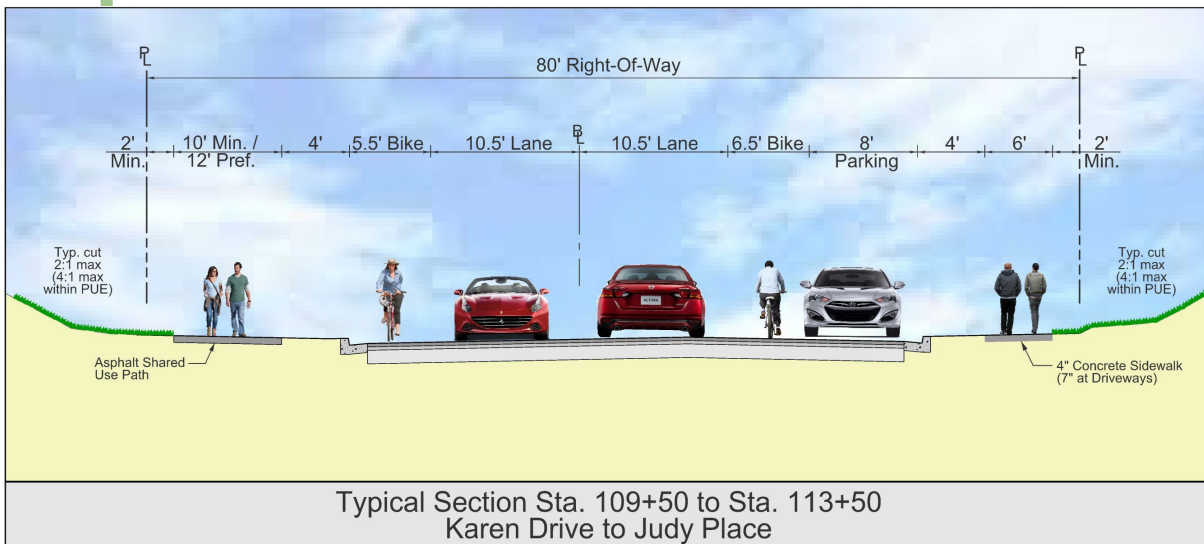 PL
PL
80' Right-Of-Way
BL
2'
Min.
10' Min. /
12' Pref.
4'
5.5' Bike
10.5' Lane
10.5' Lane
6.5' Bike
8'
Parking
4'
6'
2'
Min.
Typ. cut
2:1 max
(4:1 max
within PUE)
Typ. cut
2:1 max
(4:1 max
within PUE)
ALTIMA
Asphalt Shared
Use Path
4" Concrete Sidewalk
(7" at Driveways)
Typical Section Sta. 109+50 to Sta. 113+50
Karen Drive to Judy Place